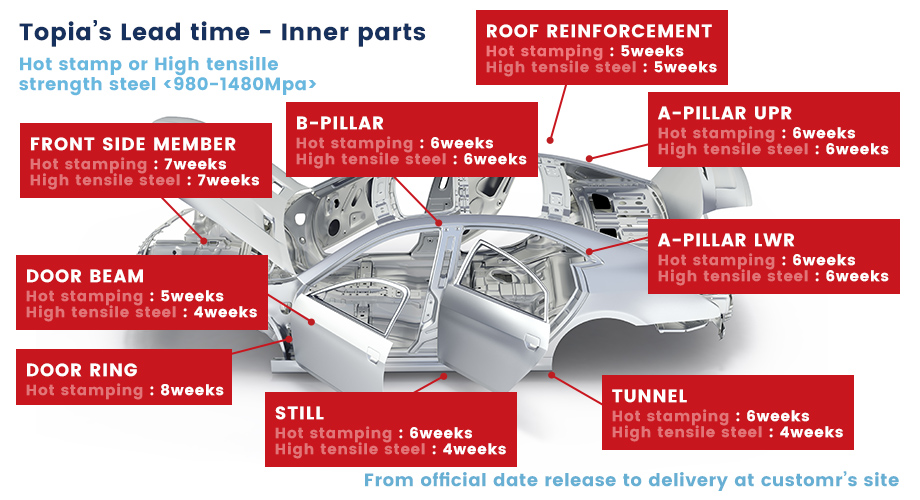 Topia's Lead time - Inner parts
Hot stamp or High tensille
strength steel <980-1480Mpa>
ROOF REINFORCEMENT
Hot stamping : 5weeks
High tensile steel : 5weeks
A-PILLAR UPR
Hot stamping : 6weeks
High tensile steel : 6weeks
B-PILLAR
Hot stamping : 6weeks
High tensile steel : 6weeks
FRONT SIDE MEMBER
Hot stamping : 7weeks
High tensile steel : 7weeks
A-PILLAR LWR
Hot stamping : 6weeks
High tensile steel : 6weeks
DOOR BEAM
Hot stamping : 5weeks
High tensile steel : 4weeks
DOOR RING
Hot stamping : 8weeks
STILL
Hot stamping : 6weeks
High tensile steel : 4weeks
TUNNEL
Hot stamping : 6weeks
High tensile steel : 4weeks
From official date release to delivery at customr's site